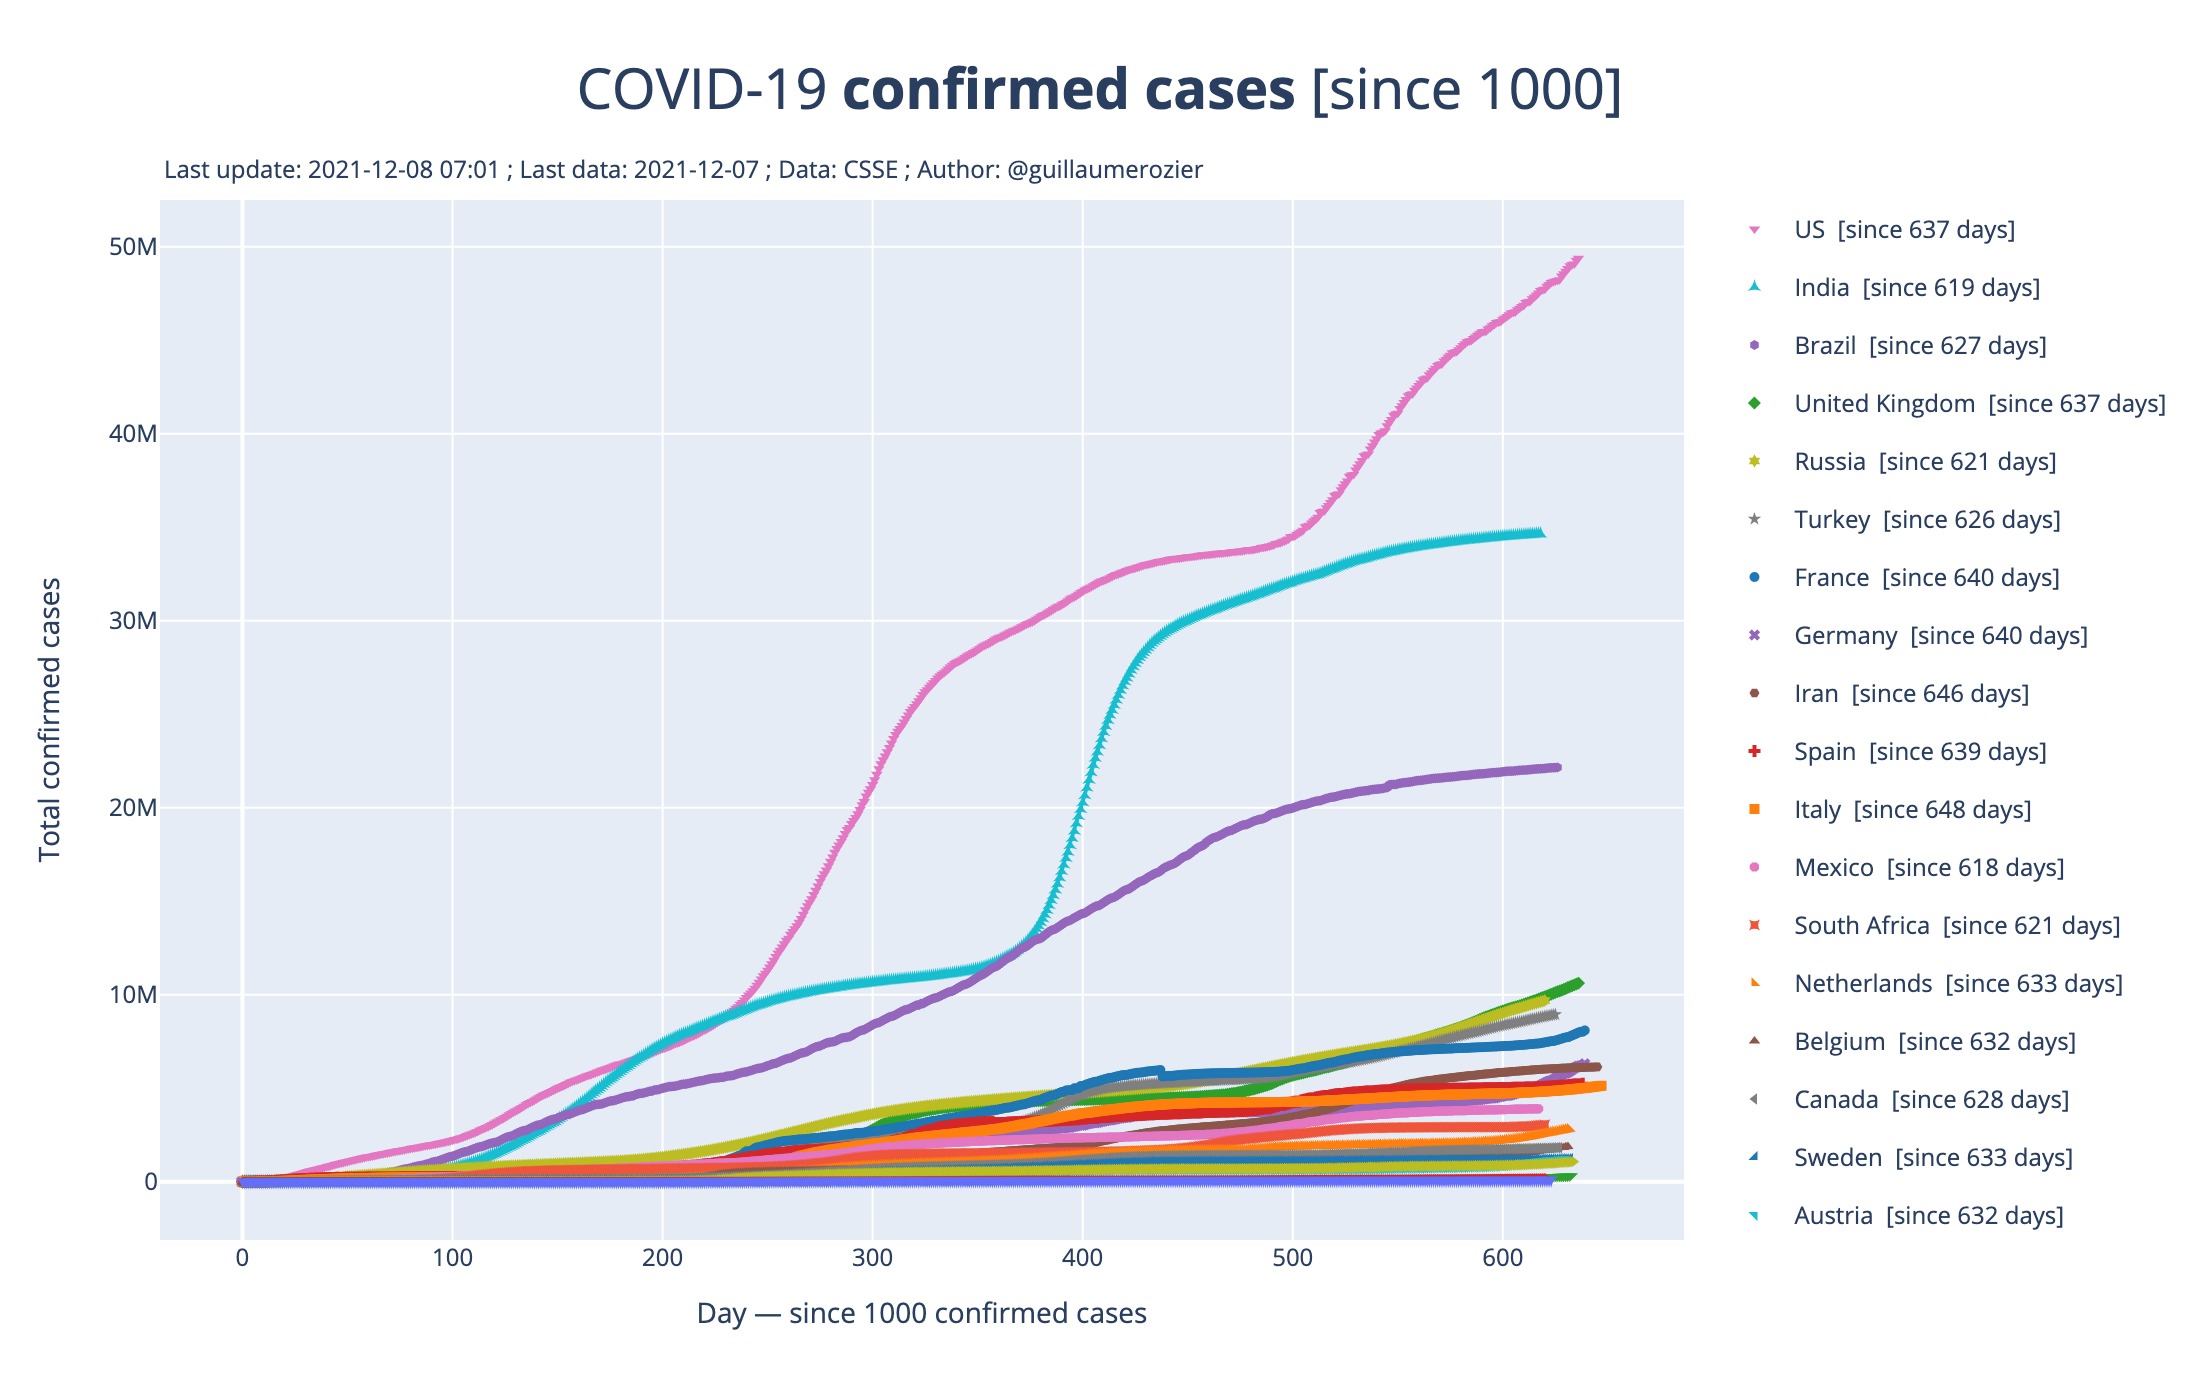 COVID-19 confirmed cases [since 1000]
Last update: 2021-12-08 07:01 ; Last data: 2021-12-07 ; Data: CSSE ; Author: @guillaumerozier
50M
40M
30M
20M
10M
0
Total confirmed cases
0 100 200 300 400 500 600
Day — since 1000 confirmed cases
US [since 637 days]
India [since 619 days]
Brazil [since 627 days]
United Kingdom [since 637 days]
Russia [since 621 days]
Turkey [since 626 days]
France [since 640 days]
Germany [since 640 days]
Iran [since 646 days]
Spain [since 639 days]
Italy [since 648 days]
Mexico [since 618 days]
South Africa [since 621 days]
Netherlands [since 633 days]
Belgium [since 632 days]
Canada [since 628 days]
Sweden [since 633 days]
Austria [since 632 days]